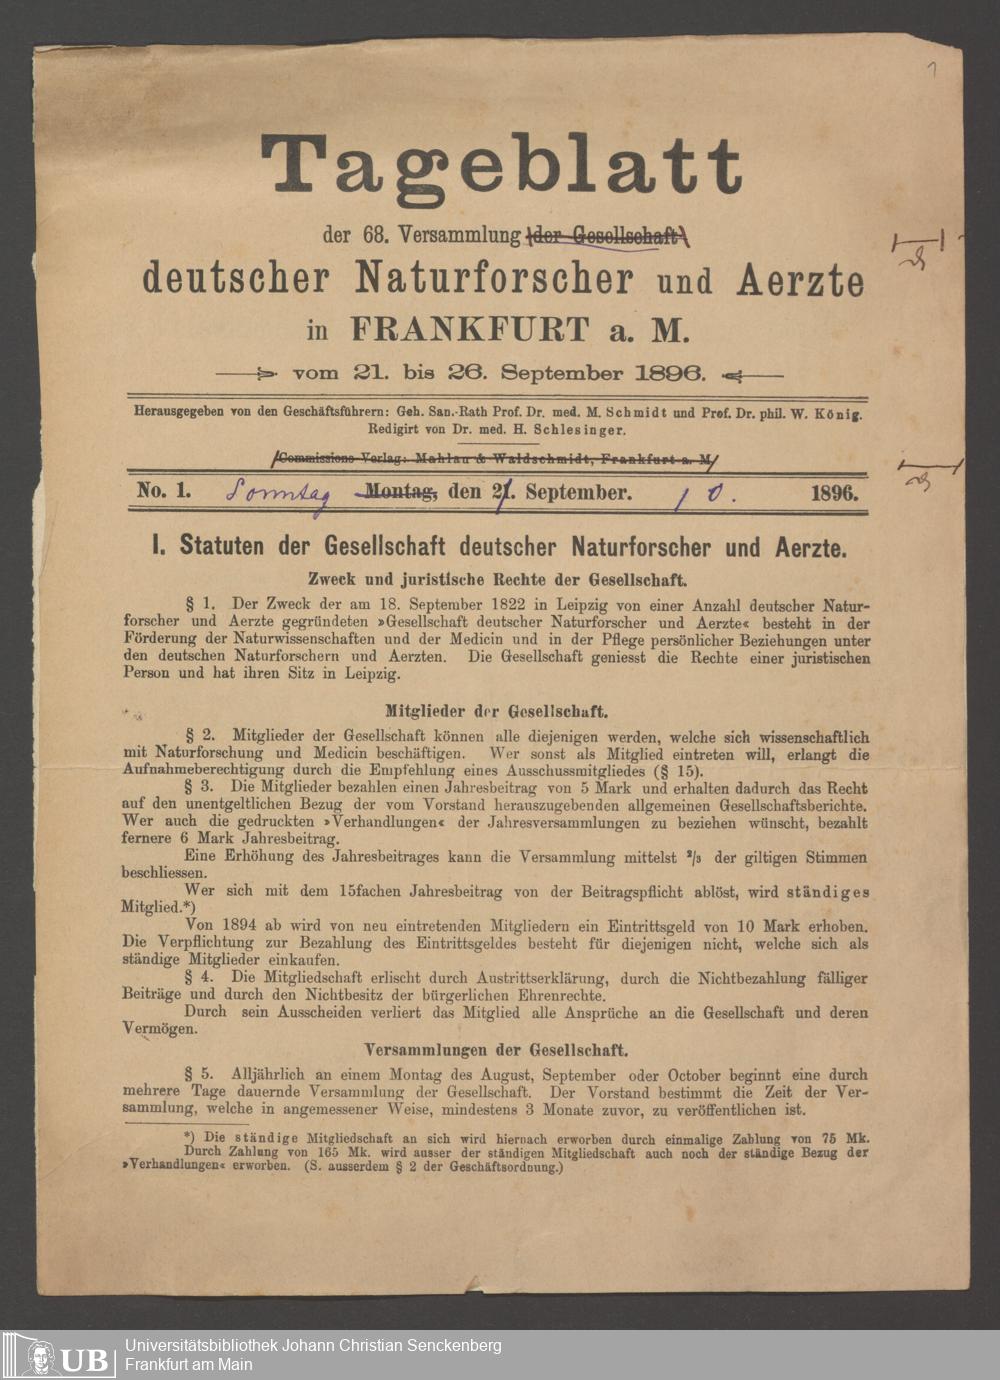 1
Tageblatt
der 68. Versammlung der Gesellschaft
deutscher Naturforscher und Aerzte
in FRANKFURT a. M.
vom 21. bis 26. September 1896.
Herausgegeben von den Geschäftsführern: Geh. San.-Rath Prof. Dr. med. M. Schmidt und Prof. Dr. phil. W. König.
Redigirt von Dr. med. H. Schlesinger.
Commissions-Verlag: Mahlau & Waldschmidt, Frankfurt a. M.
No. 1. Sonntag Montag, den 21. September. / 0. 1896.
I. Statuten der Gesellschaft deutscher Naturforscher und Aerzte.
Zweck und juristische Rechte der Gesellschaft.
§ 1. Der Zweck der am 18. September 1822 in Leipzig von einer Anzahl deutscher Natur-
forscher und Aerzte gegründeten »Gesellschaft deutscher Naturforscher und Aerzte« besteht in der
Förderung der Naturwissenschaften und der Medicin und in der Pflege persönlicher Beziehungen unter
den deutschen Naturforschern und Aerzten. Die Gesellschaft geniesst die Rechte einer juristischen
Person und hat ihren Sitz in Leipzig.
Mitglieder der Gesellschaft.
§ 2. Mitglieder der Gesellschaft können alle diejenigen werden, welche sich wissenschaftlich
mit Naturforschung und Medicin beschäftigen. Wer sonst als Mitglied eintreten will, erlangt die
Aufnahmeberechtigung durch die Empfehlung eines Ausschussmitgliedes (§ 15).
§ 3. Die Mitglieder bezahlen einen Jahresbeitrag von 5 Mark und erhalten dadurch das Recht
auf den unentgeltlichen Bezug der vom Vorstand herauszugebenden allgemeinen Gesellschaftsberichte.
Wer auch die gedruckten »Verhandlungen« der Jahresversammlungen zu beziehen wünscht, bezahlt
fernere 6 Mark Jahresbeitrag.
Eine Erhöhung des Jahresbeitrages kann die Versammlung mittelst 2/3 der giltigen Stimmen
beschliessen.
Wer sich mit dem 15fachen Jahresbeitrag von der Beitragspflicht ablöst, wird ständiges
Mitglied.*)
Von 1894 ab wird von neu eintretenden Mitgliedern ein Eintrittsgeld von 10 Mark erhoben.
Die Verpflichtung zur Bezahlung des Eintrittsgeldes besteht für diejenigen nicht, welche sich als
ständige Mitglieder einkaufen.
§ 4. Die Mitgliedschaft erlischt durch Austrittserklärung, durch die Nichtbezahlung fälliger
Beiträge und durch den Nichtbesitz der bürgerlichen Ehrenrechte.
Durch sein Ausscheiden verliert das Mitglied alle Ansprüche an die Gesellschaft und deren
Vermögen.
Versammlungen der Gesellschaft.
§ 5. Alljährlich an einem Montag des August, September oder October beginnt eine durch
mehrere Tage dauernde Versammlung der Gesellschaft. Der Vorstand bestimmt die Zeit der Ver-
sammlung, welche in angemessener Weise, mindestens 3 Monate zuvor, zu veröffentlichen ist.
*) Die ständige Mitgliedschaft an sich wird hiernach erworben durch einmalige Zahlung von 75 Mk.
Durch Zahlung von 165 Mk. wird ausser der ständigen Mitgliedschaft auch noch der ständige Bezug der
»Verhandlungen« erworben. (S. ausserdem § 2 der Geschäftsordnung.)
UB
Universitätsbibliothek Johann Christian Senckenberg
Frankfurt am Main